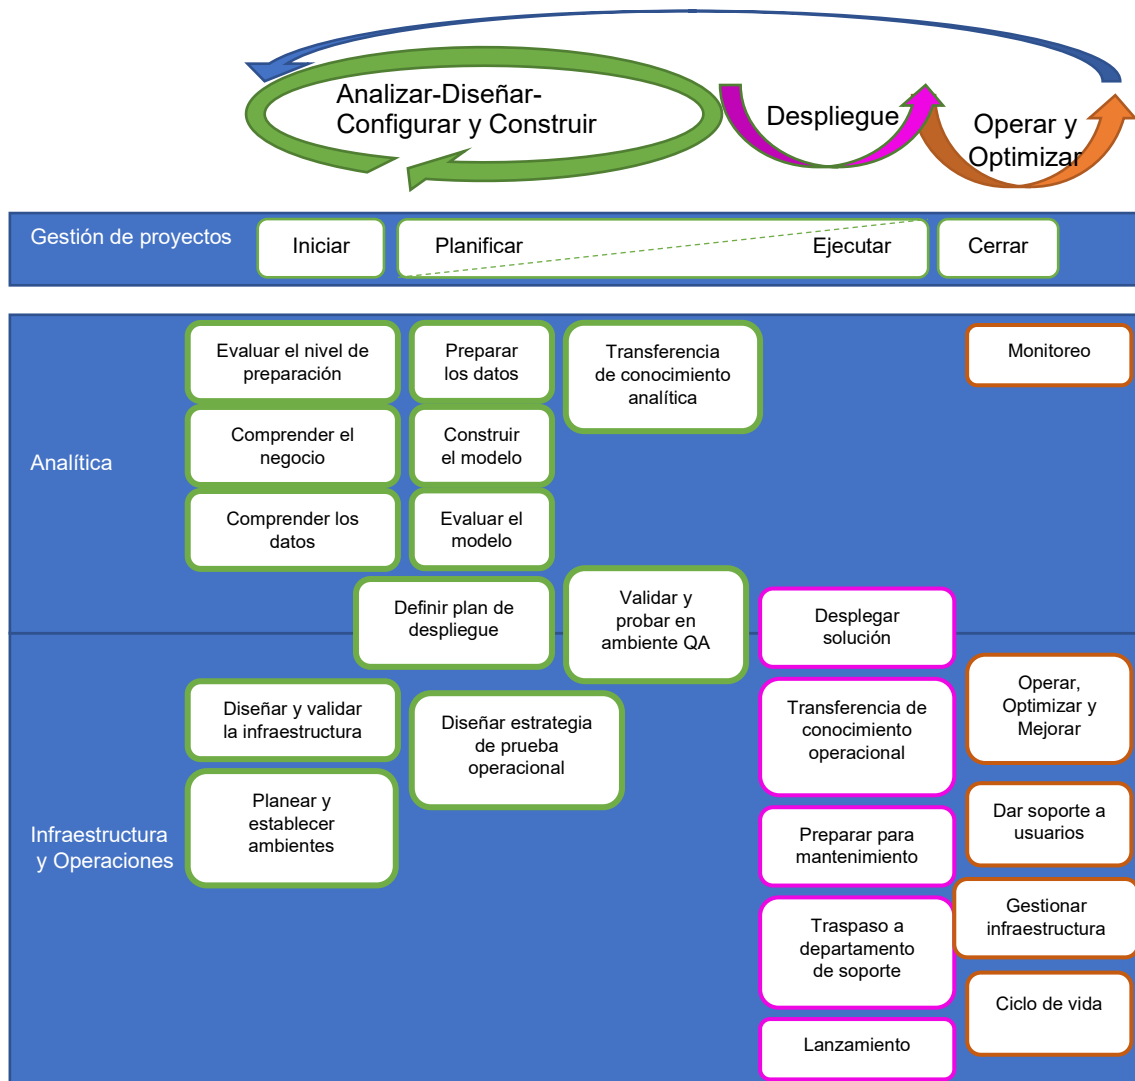 Analizar-Diseñar-
Configurar y Construir
Despliegue
Operar y
Optimizar
Gestión de proyectos
Iniciar
Planificar
Ejecutar
Cerrar
Analítica
Evaluar el nivel de
preparación
Preparar
los datos
Transferencia
de conocimiento
analítica
Monitoreo
Comprender el
negocio
Construir
el modelo
Comprender los
datos
Evaluar el
modelo
Definir plan de
despliegue
Validar y
probar en
ambiente QA
Desplegar
solución
Infraestructura
y Operaciones
Diseñar y validar
la infraestructura
Diseñar estrategia
de prueba
operacional
Transferencia de
conocimiento
operacional
Operar,
Optimizar y
Mejorar
Planear y
establecer
ambientes
Preparar para
mantenimiento
Dar soporte a
usuarios
Traspaso a
departamento
de soporte
Gestionar
infraestructura
Ciclo de vida
Lanzamiento